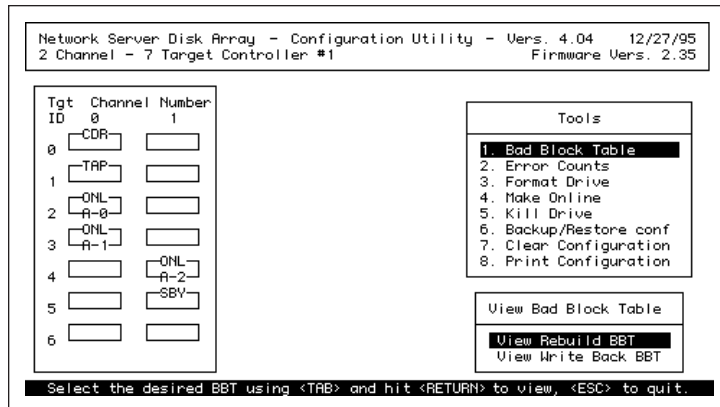 Network Server Disk Array - Configuration Utility - Vers. 4.04 12/27/95
2 Channel - 7 Target Controller #1 Firmware Vers. 2.35
Tgt Channel Number
ID 0 1
CDR
0
TAP
1
ONL
2 A-0
ONL
3 A-1
ONL
4 A-2
SBY
5
6
Tools
1. Bad Block Table
2. Error Counts
3. Format Drive
4. Make Online
5. Kill Drive
6. Backup/Restore conf
7. Clear Configuration
8. Print Configuration
View Bad Block Table
View Rebuild BBT
View Write Back BBT
Select the desired BBT using <TAB> and hit <RETURN> to view, <ESC> to quit.